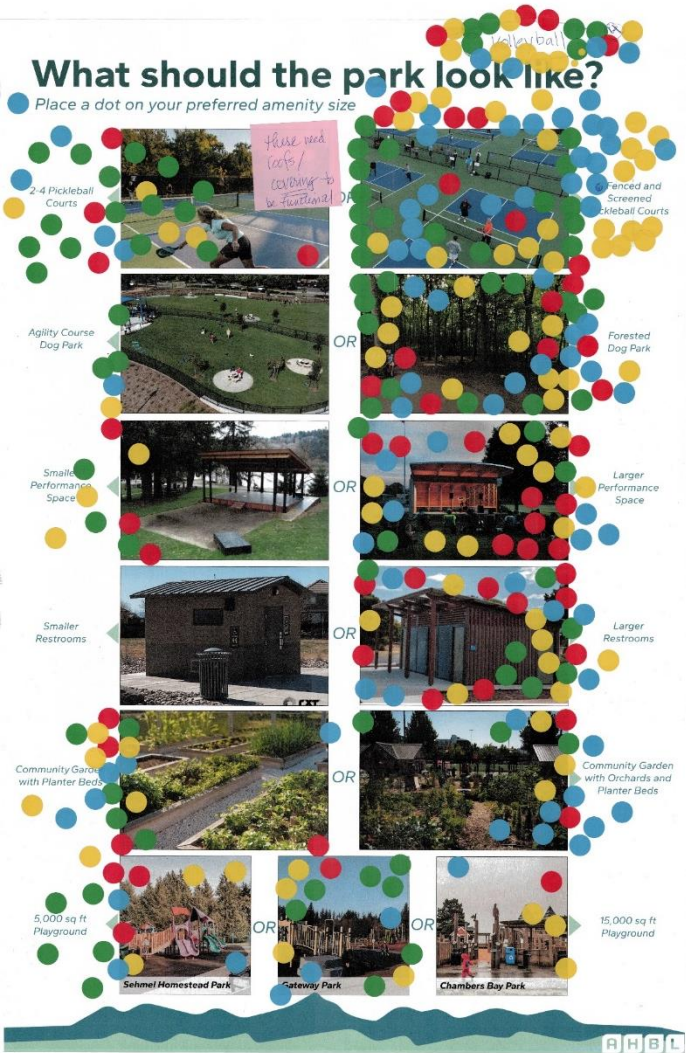 volleyball
What should the park look like?
Place a dot on your preferred amenity size
these need
roofs/
covering to
be functional
2-4 Pickleball
Courts
OR
Fenced and
Screened
ckleball Courts
Agility Course
Dog Park
OR
Forested
Dog Park
Smaller
Performance
Space
OR
Larger
Performance
Space
Smaller
Restrooms
OR
Larger
Restrooms
Community Garde
with Planter Beds
OR
Community Garden
with Orchards and
Planter Beds
5,000 sq ft
Playground
OR
OR
15,000 sq ft
Playground
Sehmel Homestead Park
Gateway Park
Chambers Bay Park
AHBL